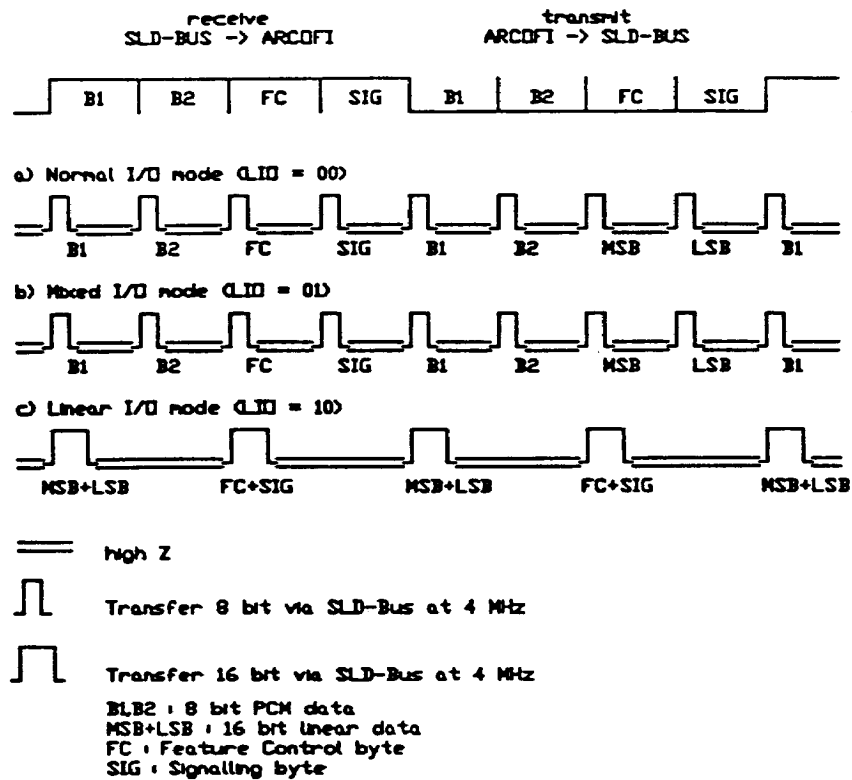 receive transmit
SLD-BUS -> ARCOFI ARCOFI -> SLD-BUS
B1 B2 FC SIG B1 B2 FC SIG
a) Normal I/O mode (LIO = 00)
B1 B2 FC SIG B1 B2 MSB LSB B1
b) Mixed I/O mode (LIO = 01)
B1 B2 FC SIG B1 B2 MSB LSB B1
c) Linear I/O mode (LIO = 10)
MSB+LSB FC+SIG MSB+LSB FC+SIG MSB+LSB
high Z
Transfer 8 bit via SLD-Bus at 4 MHz
Transfer 16 bit via SLD-Bus at 4 MHz
B1,B2 : 8 bit PCM data
MSB+LSB : 16 bit linear data
FC : Feature Control byte
SIG : Signalling byte